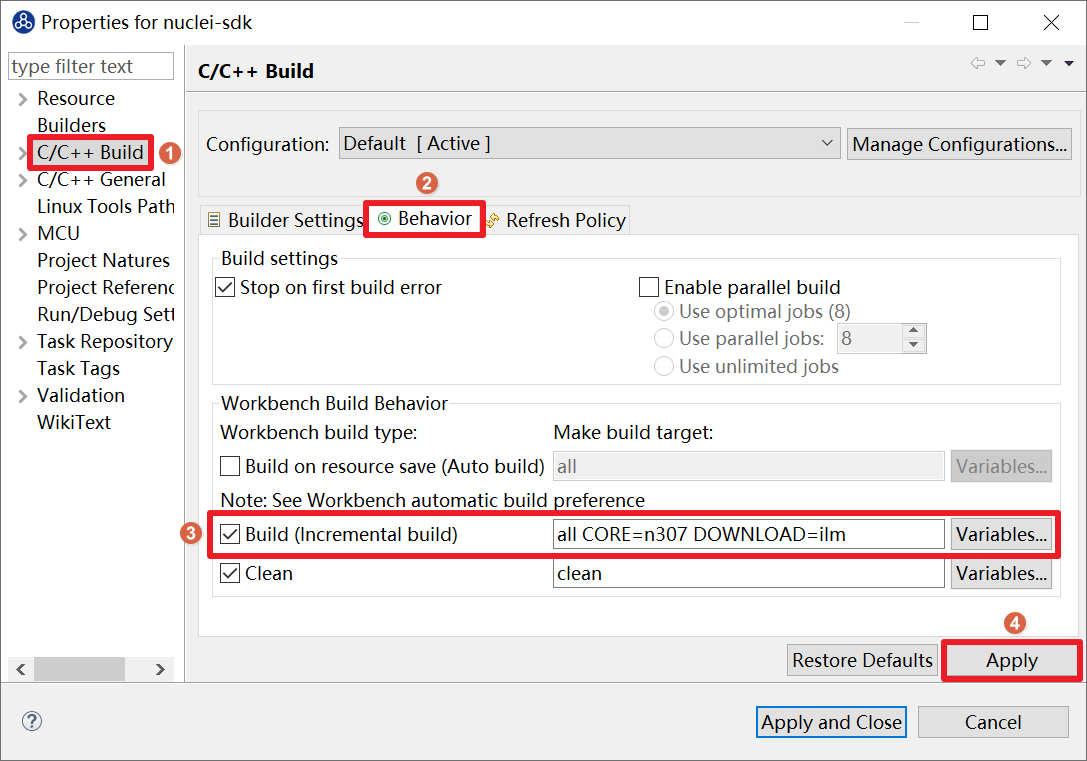 Properties for nuclei-sdk
type filter text
Resource
Builders
C/C++ Build
1
C/C++ General
Linux Tools Path
MCU
Project Natures
Project Referenc
Run/Debug Sett
Task Repository
Task Tags
Validation
WikiText
C/C++ Build
Configuration: Default [ Active ] Manage Configurations...
2
Builder Settings Behavior Refresh Policy
Build settings
Stop on first build error Enable parallel build
Use optimal jobs (8)
Use parallel jobs: 8
Use unlimited jobs
Workbench Build Behavior
Workbench build type: Make build target:
Build on resource save (Auto build) all Variables...
Note: See Workbench automatic build preference
3 Build (Incremental build) all CORE=n307 DOWNLOAD=ilm Variables...
Clean clean Variables...
4
Restore Defaults Apply
? Apply and Close Cancel